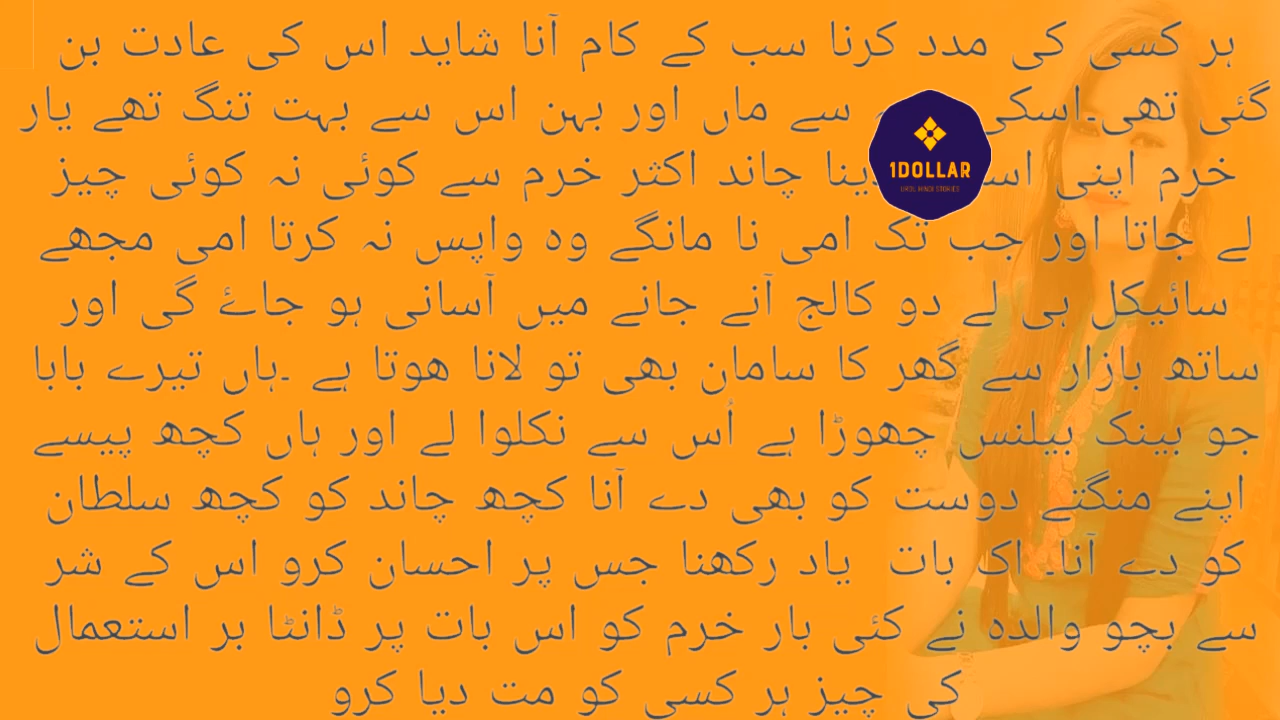 ہر کسی کی مدد کرنا سب کے کام آنا شاید اس کی عادت بن
گئی تھی۔اسکی سے ماں اور بہن اس سے بہت تنگ تھے یار
خرم اپنی دینا چاند اکثر خرم سے کوئی نہ کوئی چیز
لے جاتا اور جب تک امی نا مانگے وہ واپس نہ کرتا امی مجھے
سائیکل ہی لے دو کالج آنے جانے میں آسانی ہو جاۓ گی اور
ساتھ بازار سے گھر کا سامان بھی تو لانا ھوتا ہے ۔ہاں تیرے بابا
جو بینک بیلنس چھوڑا ہے اُس سے نکلوا لے اور ہاں کچھ پیسے
اپنے منگتے دوست کو بھی دے آنا کچھ چاند کو کچھ سلطان
کو دے آنا۔ اک بات یاد رکھنا جس پر احسان کرو اس کے شر
سے بچو والدہ نے کئی بار خرم کو اس بات پر ڈانٹا ہر استعمال
کی چیز ہر کسی کو مت دیا کرو
1DOLLAR
URDU HINDI STORIES